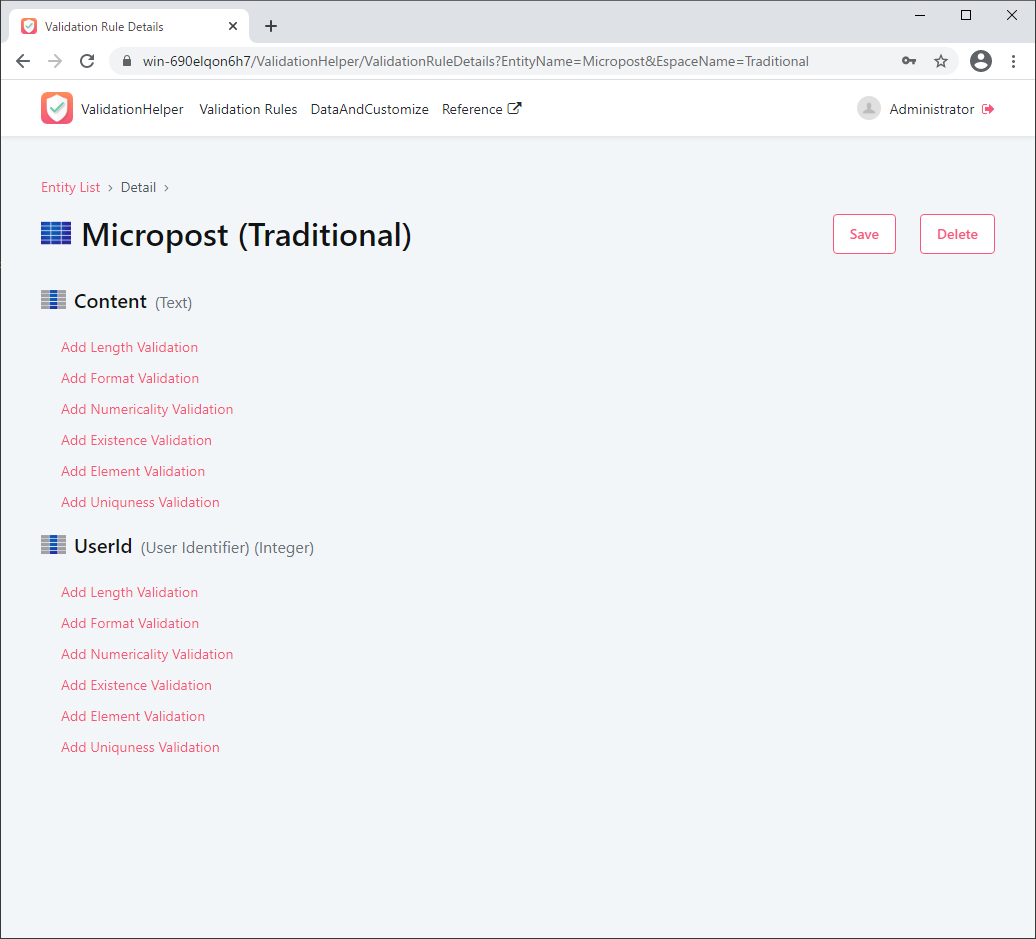 Validation Rule Details
win-690elqon6h7/ValidationHelper/ValidationRuleDetails?EntityName=Micropost&EspaceName=Traditional
ValidationHelper Validation Rules DataAndCustomize Reference Administrator
Entity List > Detail >
Micropost (Traditional) Save Delete
Content (Text)
Add Length Validation
Add Format Validation
Add Numericality Validation
Add Existence Validation
Add Element Validation
Add Uniquness Validation
UserId (User Identifier) (Integer)
Add Length Validation
Add Format Validation
Add Numericality Validation
Add Existence Validation
Add Element Validation
Add Uniquness Validation